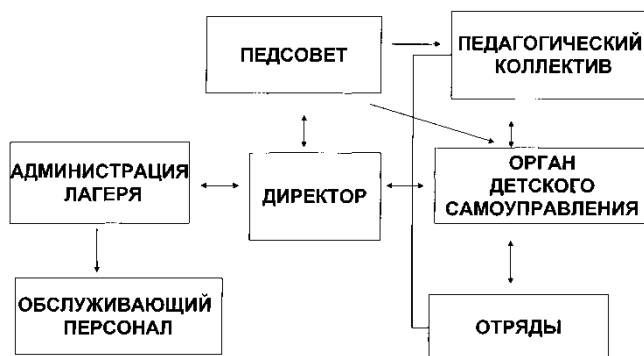 ПЕДСОВЕТ
ПЕДАГОГИЧЕСКИЙ
КОЛЛЕКТИВ
АДМИНИСТРАЦИЯ
ЛАГЕРЯ
ДИРЕКТОР
ОРГАН
ДЕТСКОГО
САМОУПРАВЛЕНИЯ
ОБСЛУЖИВАЮЩИЙ
ПЕРСОНАЛ
ОТРЯДЫ